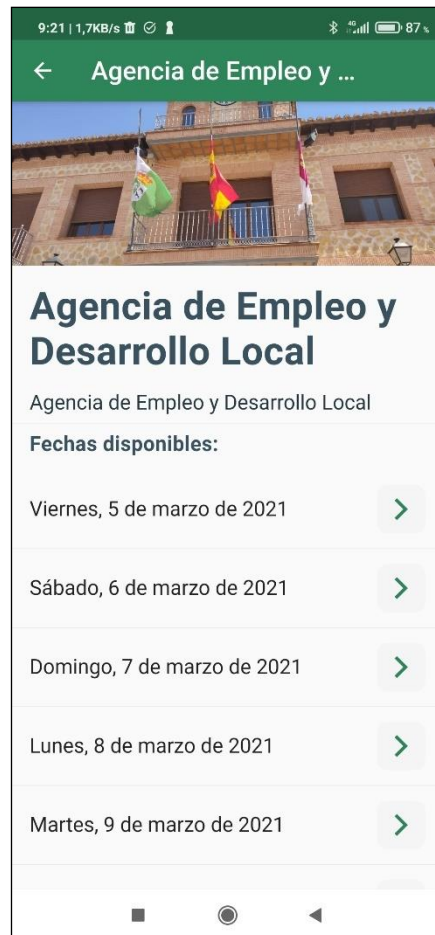 9:21 | 1,7KB/s 4G 87%
Agencia de Empleo y ...
Agencia de Empleo y
Desarrollo Local
Agencia de Empleo y Desarrollo Local
Fechas disponibles:
Viernes, 5 de marzo de 2021
Sábado, 6 de marzo de 2021
Domingo, 7 de marzo de 2021
Lunes, 8 de marzo de 2021
Martes, 9 de marzo de 2021